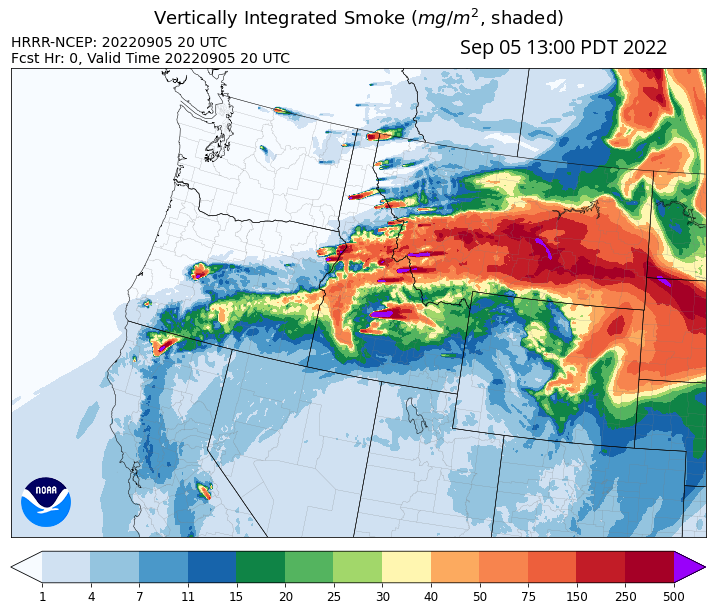 Vertically Integrated Smoke (mg/m², shaded)
HRRR-NCEP: 20220905 20 UTC
Fcst Hr: 0, Valid Time 20220905 20 UTC
Sep 05 13:00 PDT 2022
NOAA
1 4 7 11 15 20 25 30 40 50 75 150 250 500